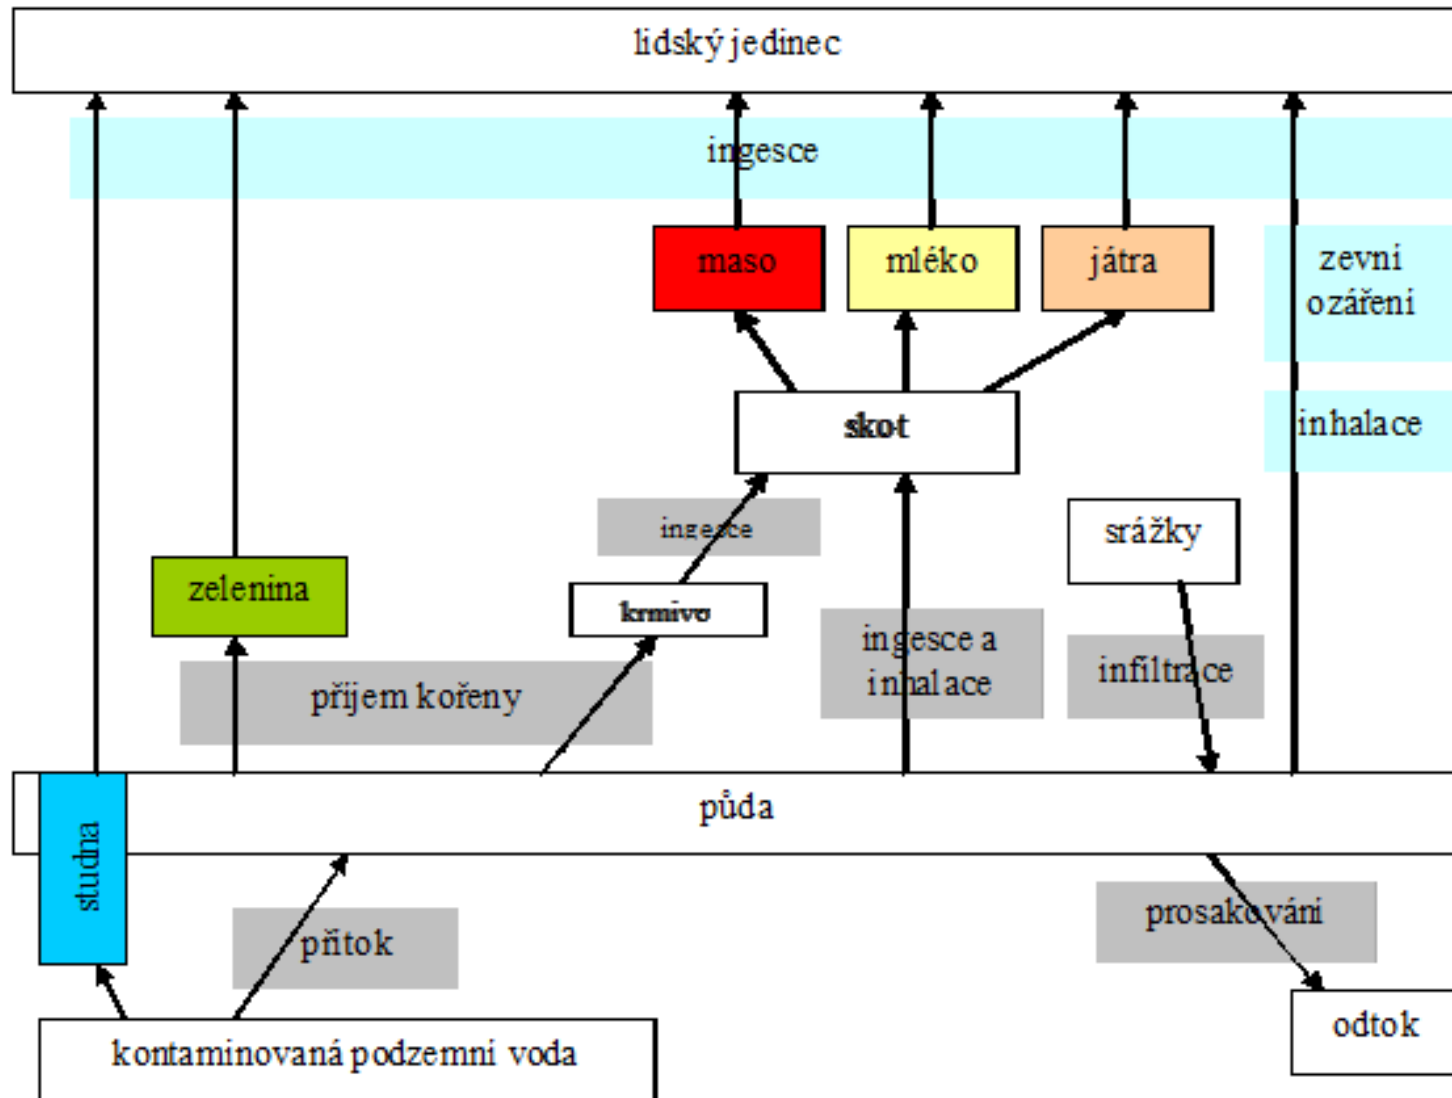 lidský jedinec
ingesce
maso
mléko
játra
zevní
ozáření
skot
inhalace
ingesce
srážky
zelenina
krmivo
ingesce a
inhalace
infiltrace
příjem kořeny
půda
studna
přítok
prosakování
odtok
kontaminovaná podzemní voda